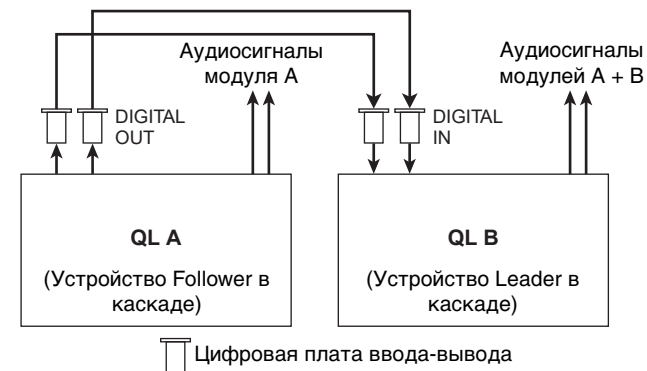 Аудиосигналы
модуля A
Аудиосигналы
модулей A + B
DIGITAL
OUT
DIGITAL
IN
QL A
(Устройство Follower в
каскаде)
QL B
(Устройство Leader в
каскаде)
Цифровая плата ввода-вывода